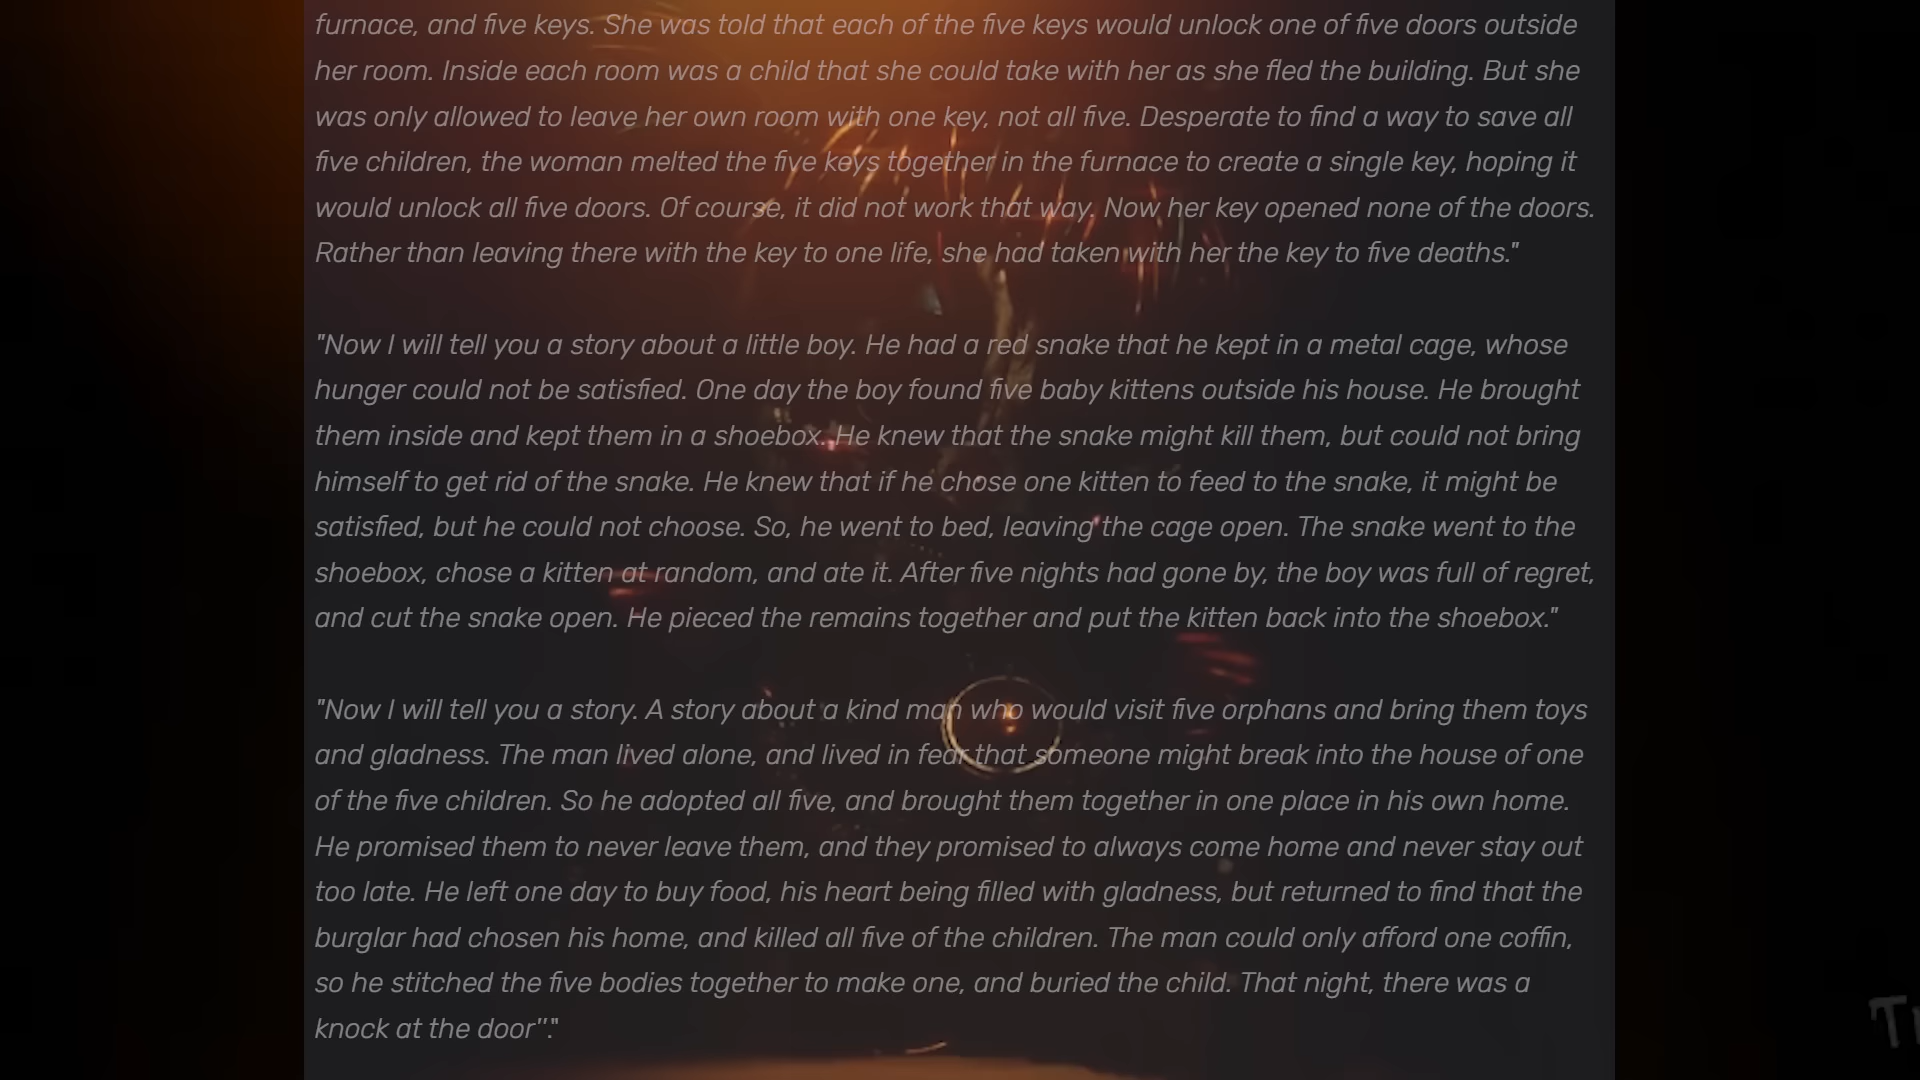 furnace, and five keys. She was told that each of the five keys would unlock one of five doors outside
her room. Inside each room was a child that she could take with her as she fled the building. But she
was only allowed to leave her own room with one key, not all five. Desperate to find a way to save all
five children, the woman melted the five keys together in the furnace to create a single key, hoping it
would unlock all five doors. Of course, it did not work that way. Now her key opened none of the doors.
Rather than leaving there with the key to one life, she had taken with her the key to five deaths."
"Now I will tell you a story about a little boy. He had a red snake that he kept in a metal cage, whose
hunger could not be satisfied. One day the boy found five baby kittens outside his house. He brought
them inside and kept them in a shoebox. He knew that the snake might kill them, but could not bring
himself to get rid of the snake. He knew that if he chose one kitten to feed to the snake, it might be
satisfied, but he could not choose. So, he went to bed, leaving the cage open. The snake went to the
shoebox, chose a kitten at random, and ate it. After five nights had gone by, the boy was full of regret,
and cut the snake open. He pieced the remains together and put the kitten back into the shoebox."
"Now I will tell you a story. A story about a kind man who would visit five orphans and bring them toys
and gladness. The man lived alone, and lived in fear that someone might break into the house of one
of the five children. So he adopted all five, and brought them together in one place in his own home.
He promised them to never leave them, and they promised to always come home and never stay out
too late. He left one day to buy food, his heart being filled with gladness, but returned to find that the
burglar had chosen his home, and killed all five of the children. The man could only afford one coffin,
so he stitched the five bodies together to make one, and buried the child. That night, there was a
knock at the door''."